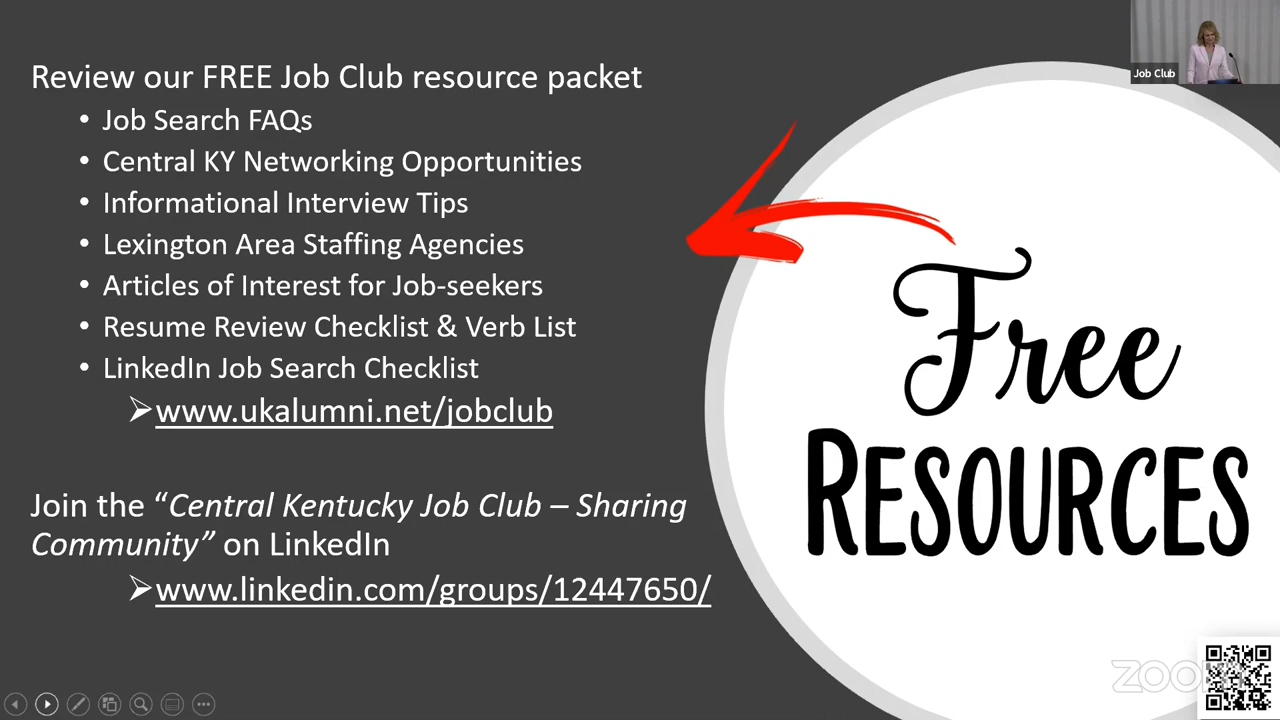 Review our FREE Job Club resource packet
• Job Search FAQs
• Central KY Networking Opportunities
• Informational Interview Tips
• Lexington Area Staffing Agencies
• Articles of Interest for Job-seekers
• Resume Review Checklist & Verb List
• LinkedIn Job Search Checklist
➢www.ukalumni.net/jobclub
Join the “Central Kentucky Job Club – Sharing
Community” on LinkedIn
➢www.linkedin.com/groups/12447650/
Job Club
Free
RESOURCES
zoom